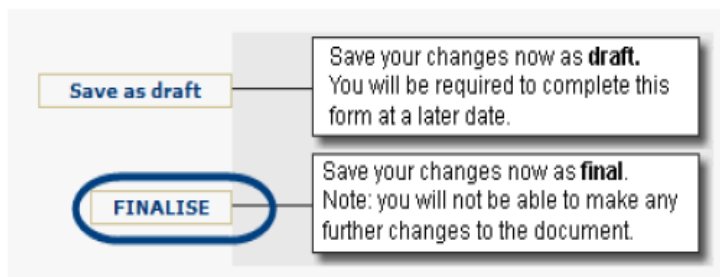 Save your changes now as draft.
Save as draft
You will be required to complete this
form at a later date.
Save your changes now as final.
FINALISE
Note: you will not be able to make any
further changes to the document.